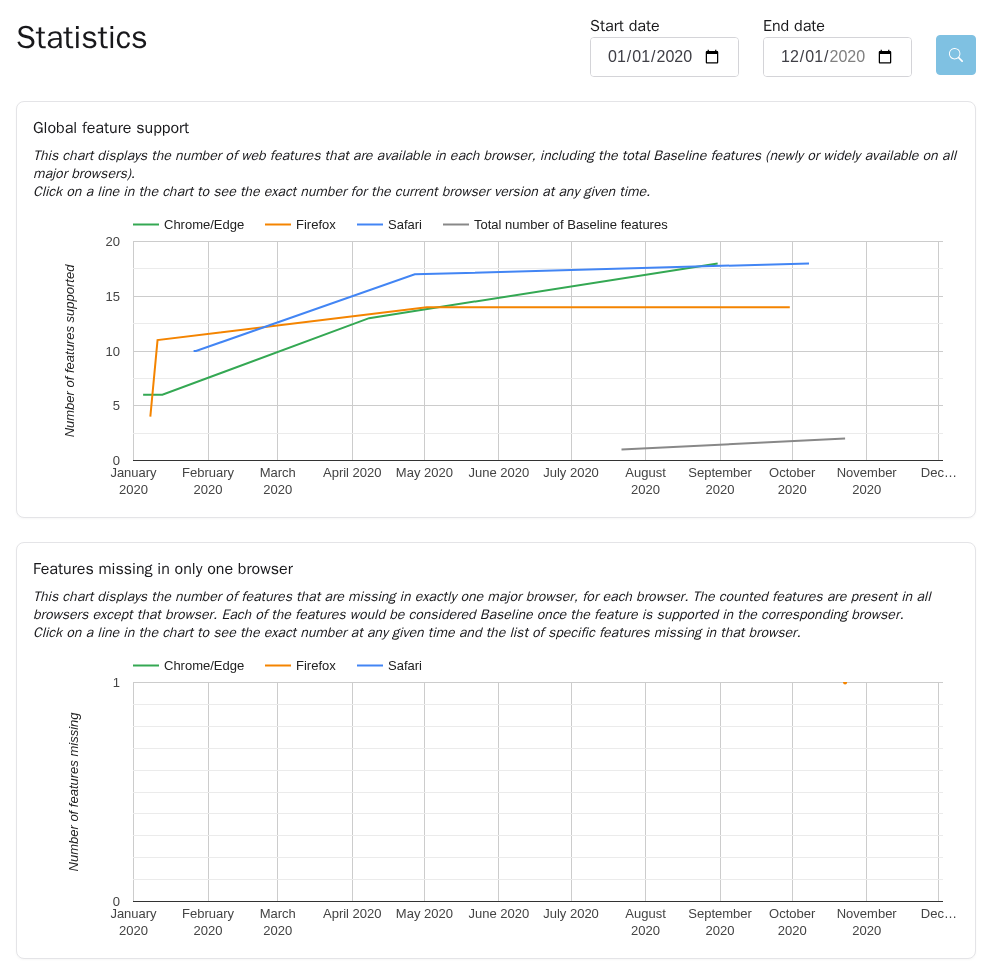 Statistics
Start date
End date
01/01/2020
12/01/2020
Global feature support
This chart displays the number of web features that are available in each browser, including the total Baseline features (newly or widely available on all
major browsers).
Click on a line in the chart to see the exact number for the current browser version at any given time.
Chrome/Edge Firefox Safari Total number of Baseline features
Number of features supported
20
15
10
5
0
January
2020
February
2020
March
2020
April 2020
May 2020
June 2020
July 2020
August
2020
September
2020
October
2020
November
2020
Dec…
Features missing in only one browser
This chart displays the number of features that are missing in exactly one major browser, for each browser. The counted features are present in all
browsers except that browser. Each of the features would be considered Baseline once the feature is supported in the corresponding browser.
Click on a line in the chart to see the exact number at any given time and the list of specific features missing in that browser.
Chrome/Edge Firefox Safari
Number of features missing
1
0
January
2020
February
2020
March
2020
April 2020
May 2020
June 2020
July 2020
August
2020
September
2020
October
2020
November
2020
Dec…